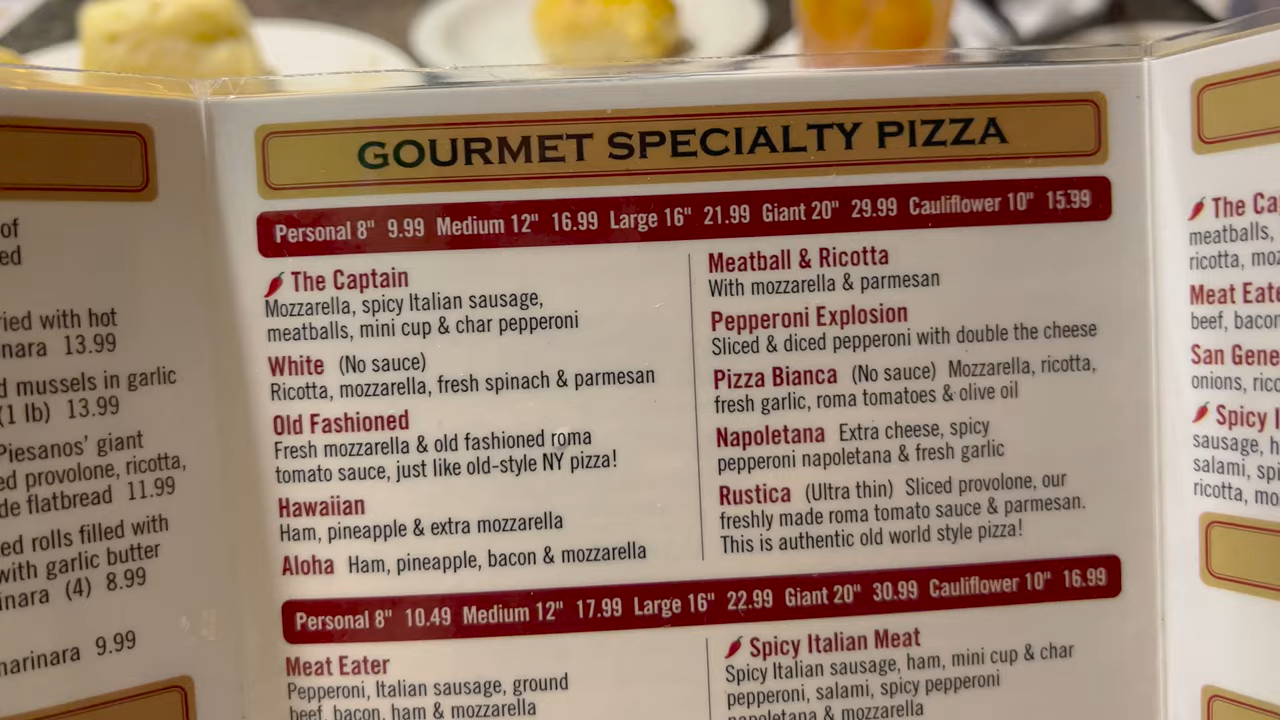 of
ed
ried with hot
nara 13.99
d mussels in garlic
(1 lb) 13.99
Piesanos' giant
ed provolone, ricotta,
de flatbread 11.99
ed rolls filled with
with garlic butter
inara (4) 8.99
marinara 9.99
GOURMET SPECIALTY PIZZA
Personal 8" 9.99 Medium 12" 16.99 Large 16" 21.99 Giant 20" 29.99 Cauliflower 10" 15.99
The Captain
Mozzarella, spicy Italian sausage,
meatballs, mini cup & char pepperoni
White (No sauce)
Ricotta, mozzarella, fresh spinach & parmesan
Old Fashioned
Fresh mozzarella & old fashioned roma
tomato sauce, just like old-style NY pizza!
Hawaiian
Ham, pineapple & extra mozzarella
Aloha Ham, pineapple, bacon & mozzarella
Meatball & Ricotta
With mozzarella & parmesan
Pepperoni Explosion
Sliced & diced pepperoni with double the cheese
Pizza Bianca (No sauce) Mozzarella, ricotta,
fresh garlic, roma tomatoes & olive oil
Napoletana Extra cheese, spicy
pepperoni napoletana & fresh garlic
Rustica (Ultra thin) Sliced provolone, our
freshly made roma tomato sauce & parmesan.
This is authentic old world style pizza!
Personal 8" 10.49 Medium 12" 17.99 Large 16" 22.99 Giant 20" 30.99 Cauliflower 10" 16.99
Meat Eater
Pepperoni, Italian sausage, ground
beef, bacon, ham & mozzarella
Spicy Italian Meat
Spicy Italian sausage, ham, mini cup & char
pepperoni, salami, spicy pepperoni
napoletana & mozzarella
The Ca
meatballs,
ricotta, moz
Meat Eate
beef, bacon
San Gene
onions, rico
Spicy I
sausage, h
salami, spi
ricotta, mo